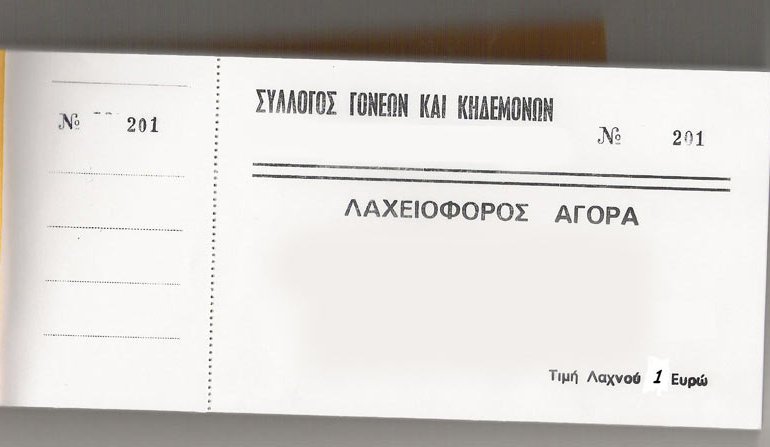 № 201
ΣΥΛΛΟΓΟΣ ΓΟΝΕΩΝ ΚΑΙ ΚΗΔΕΜΟΝΩΝ
№ 201
ΛΑΧΕΙΟΦΟΡΟΣ ΑΓΟΡΑ
Τιμή Λαχνού 1 Ευρώ